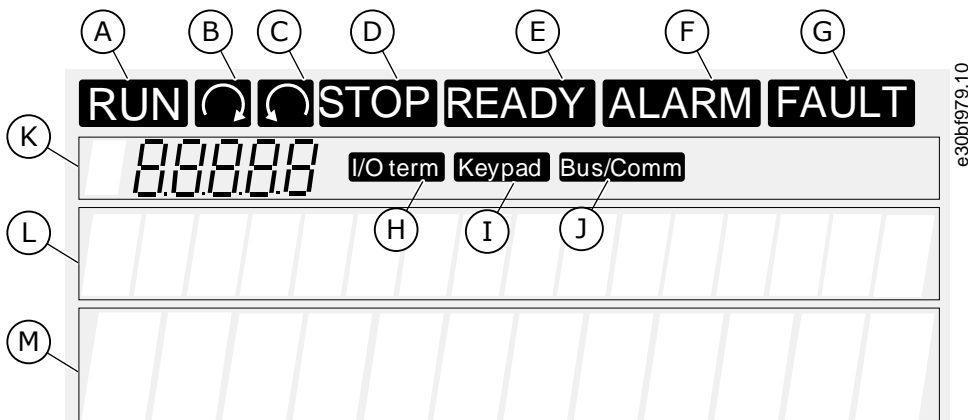 A B C D E F G
RUN STOP READY ALARM FAULT
K 8.8.8.8.8 I/O term Keypad Bus/Comm
H I J
L
M
e30bf979.10